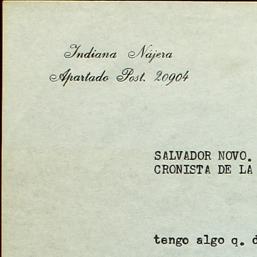 Indiana Nájera
Apartado Post. 20904
SALVADOR NOVO.
CRONISTA DE LA
tengo algo q. d